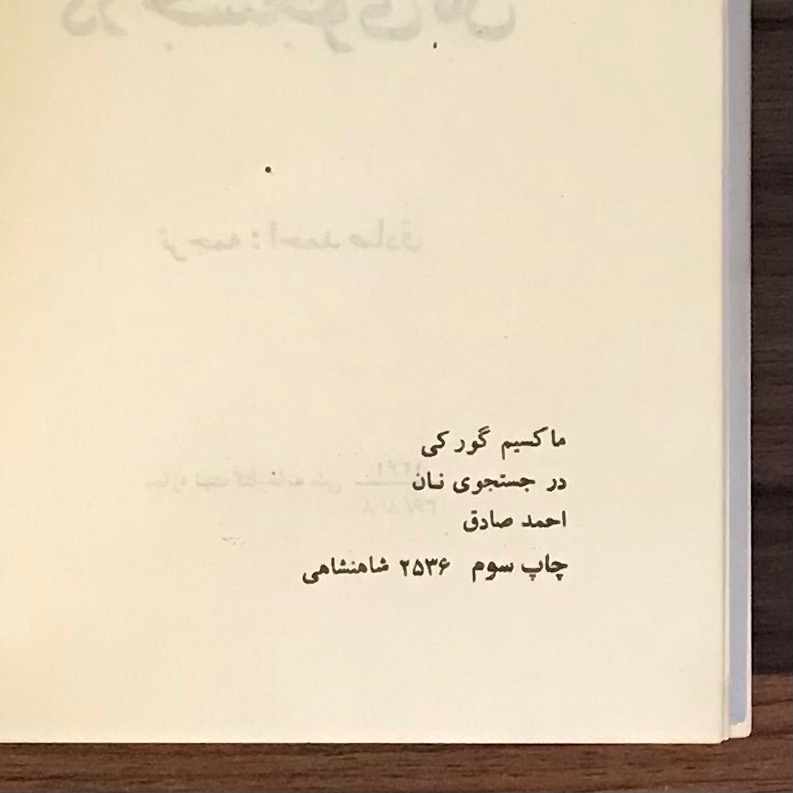 ماکسیم گورکی
در جستجوی نان
احمد صادق
چاپ سوم ۲۵۳۶ شاهنشاهی